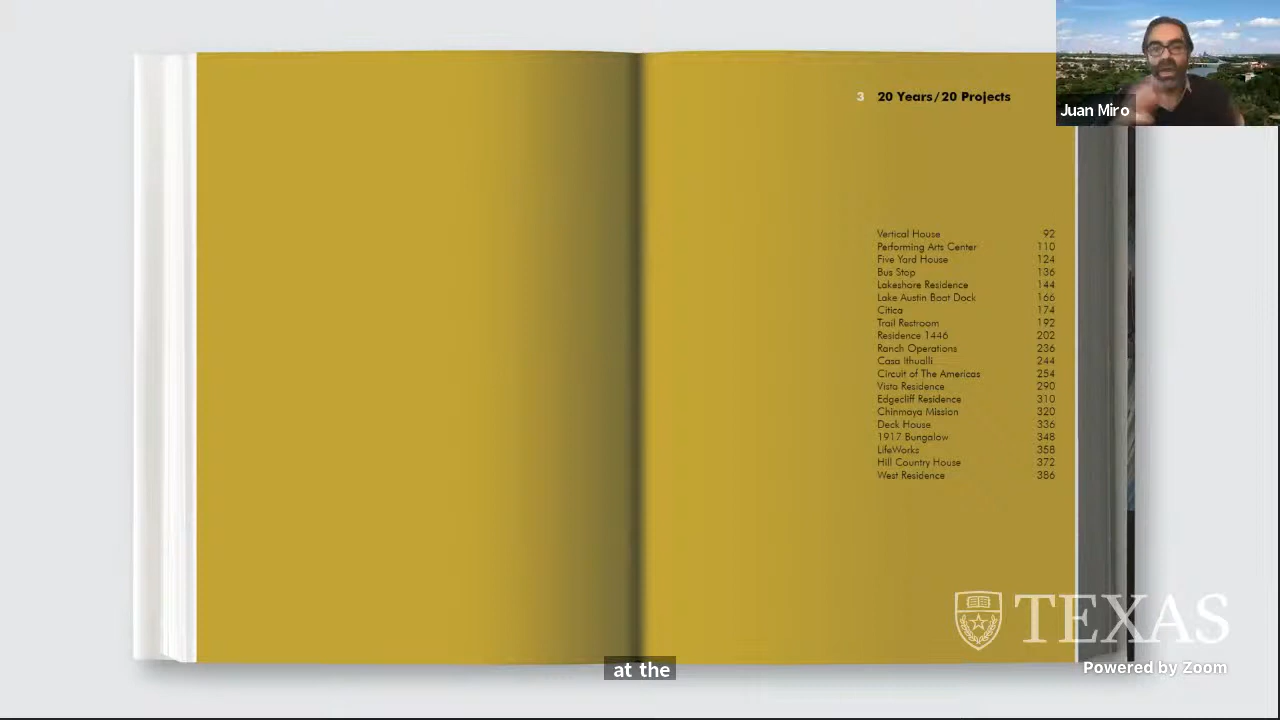 3 20 Years/20 Projects
Juan Miro
Vertical House 92
Performing Arts Center 110
Five Yard House 124
Bus Stop 136
Lakeshore Residence 144
Lake Austin Boat Dock 166
Citica 174
Trail Restroom 192
Residence 1446 202
Ranch Operations 236
Casa Ithualli 244
Circuit of The Americas 254
Vista Residence 290
Edgecliff Residence 310
Chinmaya Mission 320
Deck House 336
1917 Bungalow 348
LifeWorks 358
Hill Country House 372
West Residence 386
TEXAS
Powered by Zoom
at the